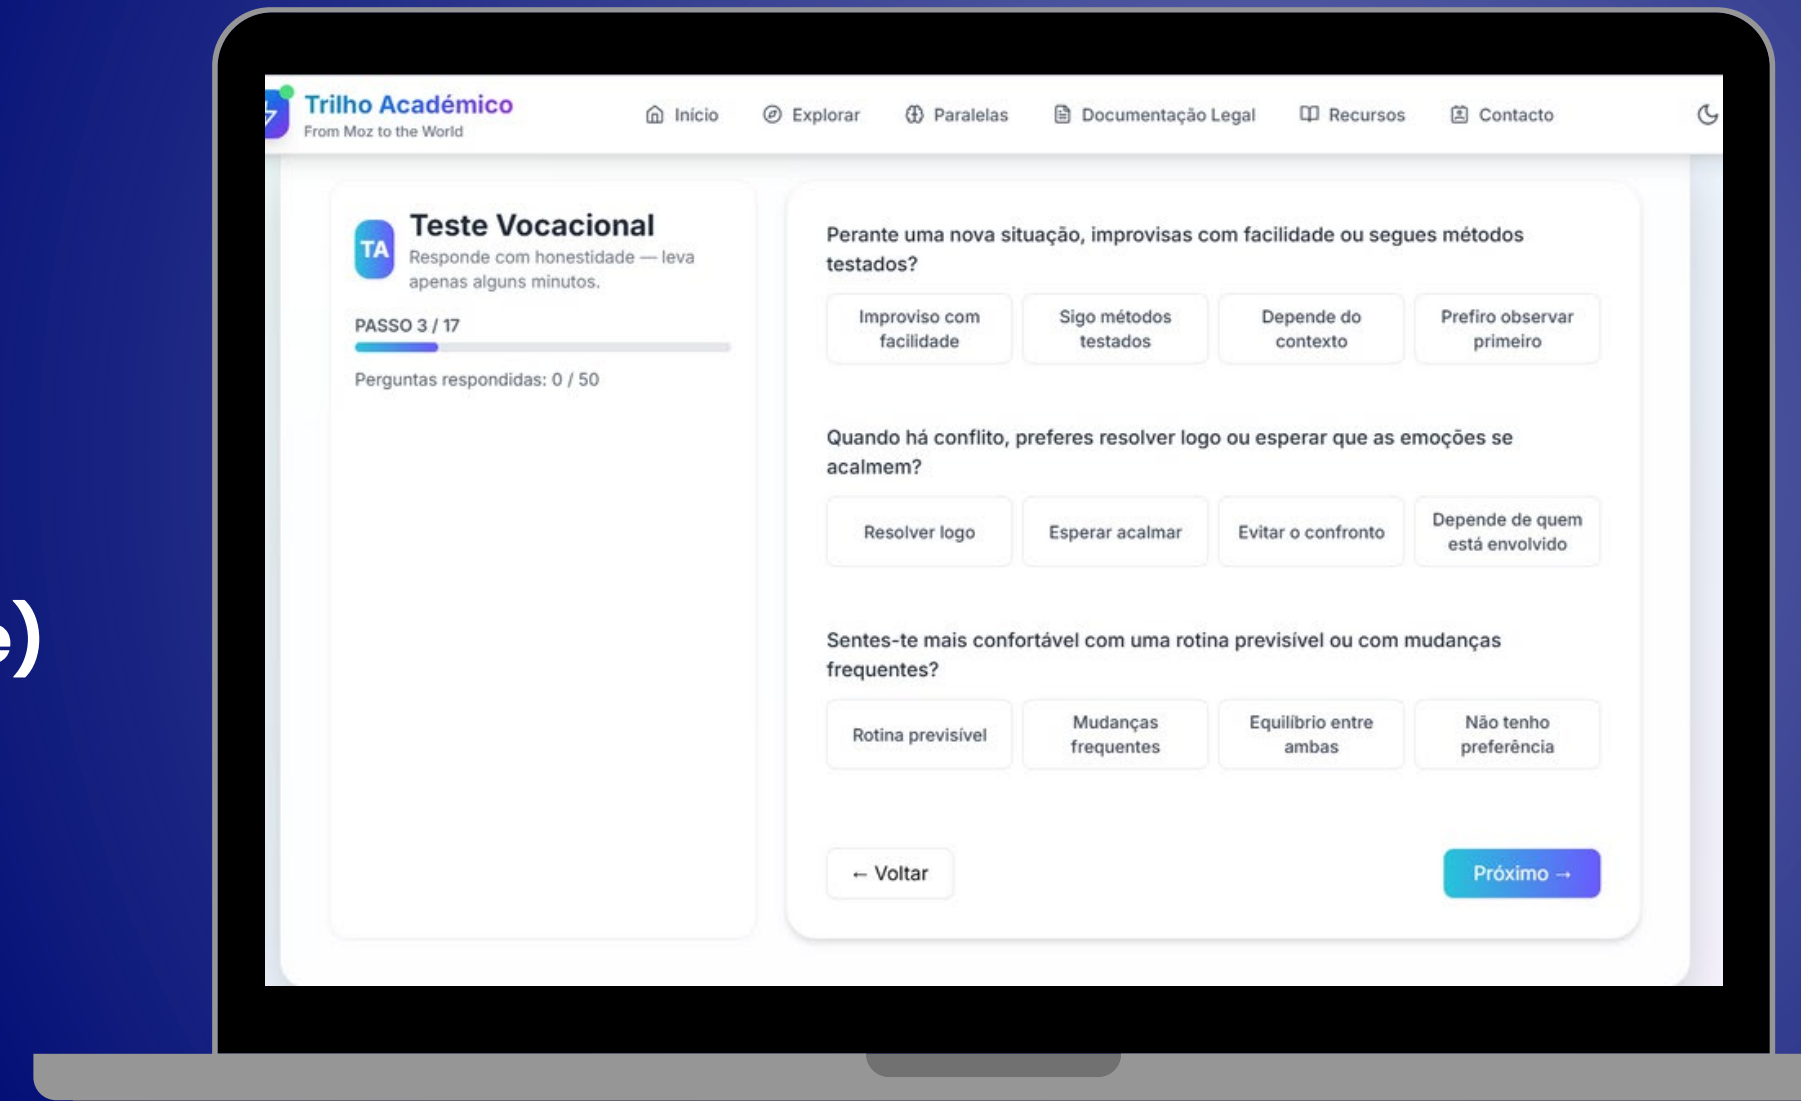 e)
Trilho Académico
From Moz to the World
Início
Explorar
Paralelas
Documentação Legal
Recursos
Contacto
TA
Teste Vocacional
Responde com honestidade — leva
apenas alguns minutos.
PASSO 3 / 17
Perguntas respondidas: 0 / 50
Perante uma nova situação, improvisas com facilidade ou segues métodos
testados?
Improviso com
facilidade
Sigo métodos
testados
Depende do
contexto
Prefiro observar
primeiro
Quando há conflito, preferes resolver logo ou esperar que as emoções se
acalmem?
Resolver logo
Esperar acalmar
Evitar o confronto
Depende de quem
está envolvido
Sentes-te mais confortável com uma rotina previsível ou com mudanças
frequentes?
Rotina previsível
Mudanças
frequentes
Equilíbrio entre
ambas
Não tenho
preferência
← Voltar
Próximo →